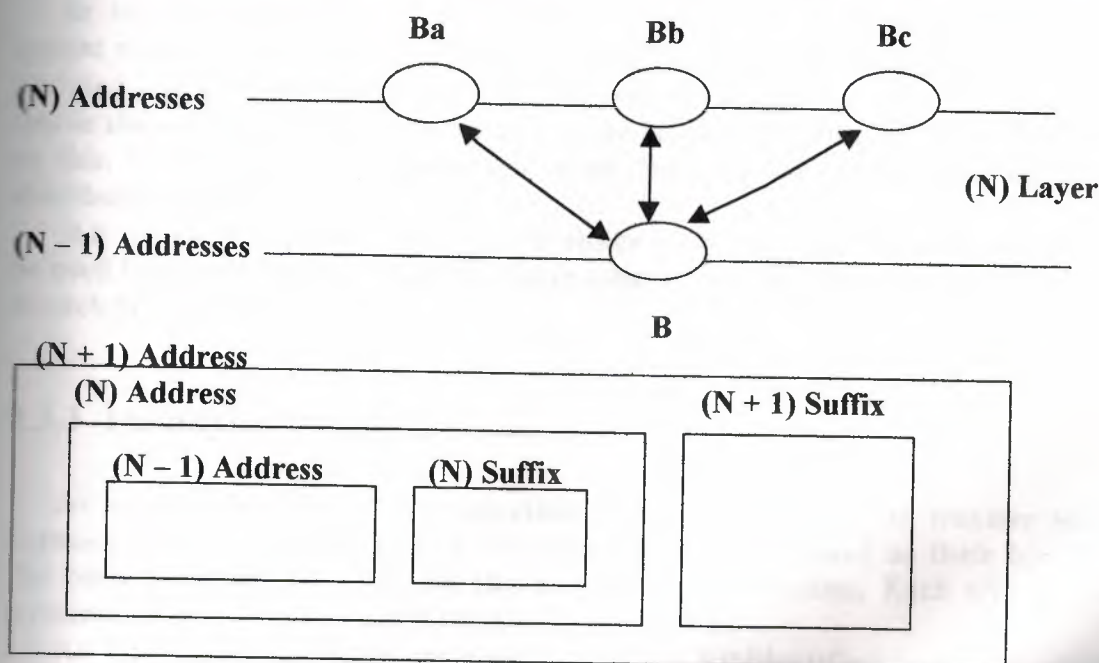 Ba Bb Bc
(N) Addresses
(N) Layer
(N – 1) Addresses
B
(N + 1) Address
(N) Address
(N + 1) Suffix
(N – 1) Address
(N) Suffix